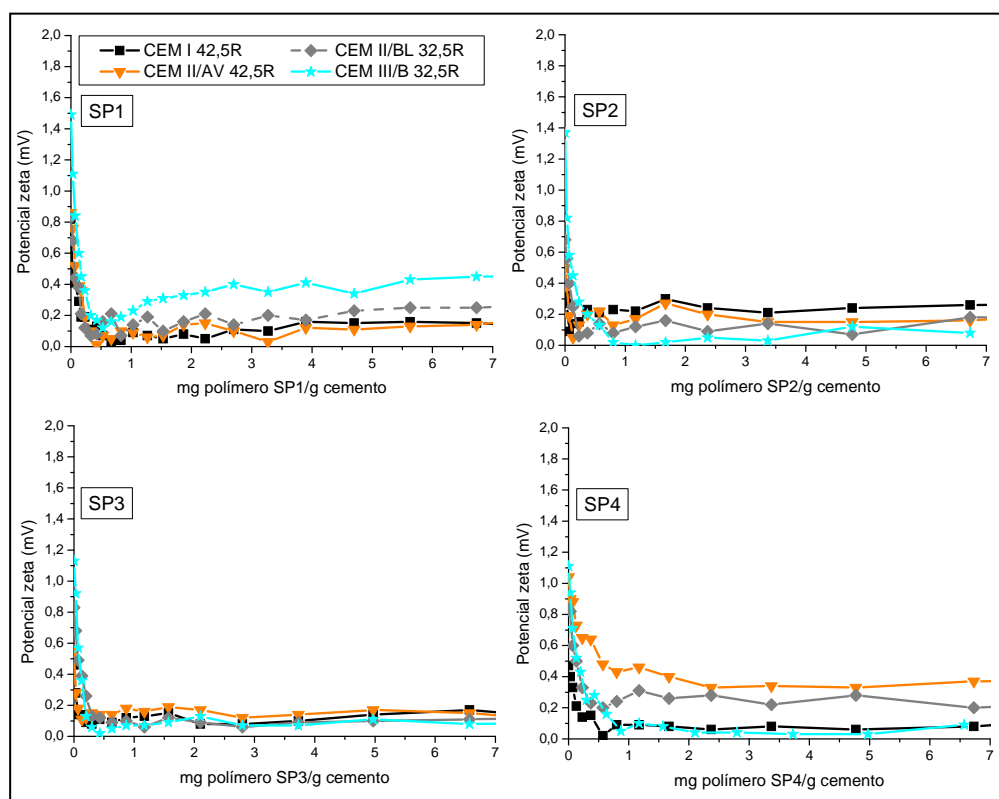 CEM I 42,5R
CEM II/BL 32,5R
CEM II/AV 42,5R
CEM III/B 32,5R
SP1
Potencial zeta (mV)
2,0
1,8
1,6
1,4
1,2
1,0
0,8
0,6
0,4
0,2
0,0
0 1 2 3 4 5 6 7
mg polímero SP1/g cemento
SP2
Potencial zeta (mV)
2,0
1,8
1,6
1,4
1,2
1,0
0,8
0,6
0,4
0,2
0,0
0 1 2 3 4 5 6 7
mg polímero SP2/g cemento
SP3
Potencial zeta (mV)
2,0
1,8
1,6
1,4
1,2
1,0
0,8
0,6
0,4
0,2
0,0
0 1 2 3 4 5 6 7
mg polímero SP3/g cemento
SP4
Potencial zeta (mV)
2,0
1,8
1,6
1,4
1,2
1,0
0,8
0,6
0,4
0,2
0,0
0 1 2 3 4 5 6 7
mg polímero SP4/g cemento